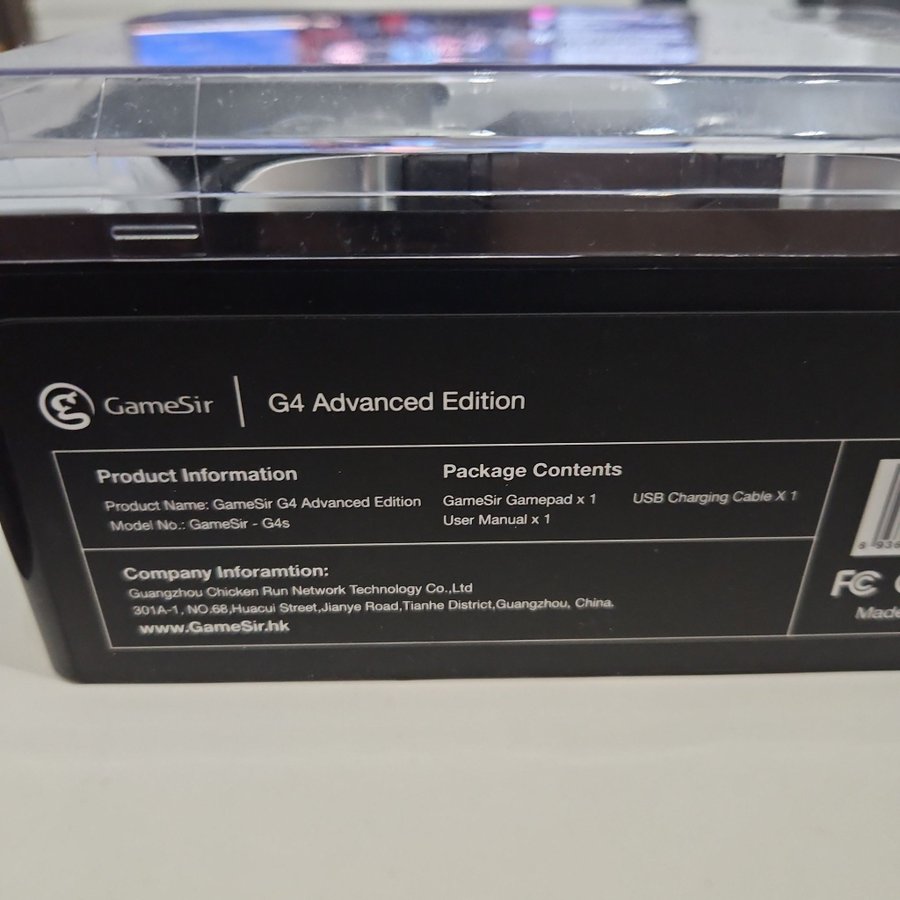 GameSir | G4 Advanced Edition
Product Information
Product Name: GameSir G4 Advanced Edition
Model No.: GameSir - G4s
Package Contents
GameSir Gamepad x 1 USB Charging Cable X 1
User Manual x 1
Company Inforamtion:
Guangzhou Chicken Run Network Technology Co.,Ltd
301A-1, NO.68,Huacui Street,Jianye Road,Tianhe District,Guangzhou, China.
www.GameSir.hk
FC
Made